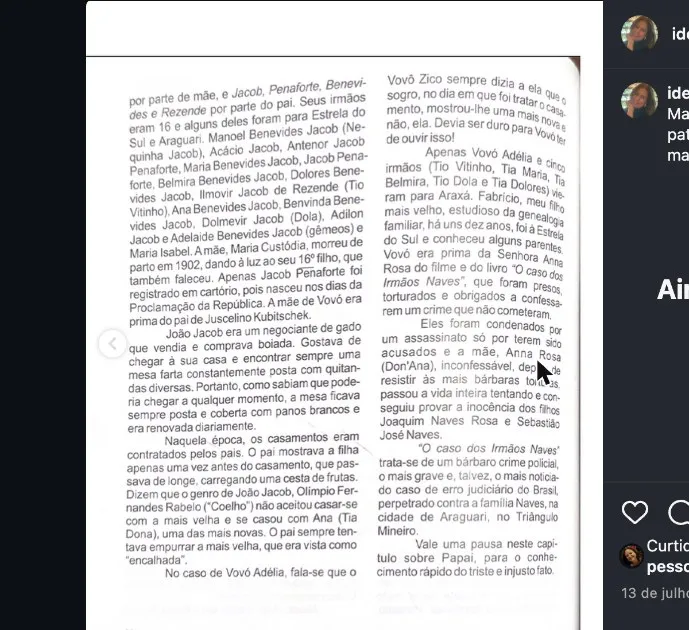 por parte de mãe, e Jacob, Penaforte, Benevi-
des e Rezende por parte do pai. Seus irmãos
eram 16 e alguns deles foram para Estrela do
Sul e Araguari. Manoel Benevides Jacob (Ne-
quinha Jacob), Acácio Jacob, Antenor Jacob
Penaforte, Maria Benevides Jacob, Jacob Pena-
forte, Belmira Benevides Jacob, Dolores Bene-
vides Jacob, Ilmovir Jacob de Rezende (Tio
Vitinho), Ana Benevides Jacob, Benvinda Bene-
vides Jacob, Dolmevir Jacob (Dola), Adilon
Jacob e Adelaide Benevides Jacob (gêmeos) e
Maria Isabel. A mãe, Maria Custódia, morreu de
parto em 1902, dando à luz ao seu 16º filho, que
também faleceu. Apenas Jacob Penaforte foi
registrado em cartório, pois nasceu nos dias da
Proclamação da República. A mãe de Vovó era
prima do pai de Juscelino Kubitschek.
João Jacob era um negociante de gado
que vendia e comprava boiada. Gostava de
chegar à sua casa e encontrar sempre uma
mesa farta constantemente posta com quitan-
das diversas. Portanto, como sabiam que pode-
ria chegar a qualquer momento, a mesa ficava
sempre posta e coberta com panos brancos e
era renovada diariamente.
Naquela época, os casamentos eram
contratados pelos pais. O pai mostrava a filha
apenas uma vez antes do casamento, que pas-
sava de longe, carregando uma cesta de frutas.
Dizem que o genro de João Jacob, Olimpio Fer-
nandes Rabelo ("Coelho") não aceitou casar-se
com a mais velha e se casou com Ana (Tia
Dona), uma das mais novas. O pai sempre ten-
tava empurrar a mais velha, que era vista como
"encalhada".
No caso de Vovó Adélia, fala-se que o
Vovô Zico sempre dizia a ela que o
sogro, no dia em que foi tratar o casa-
mento, mostrou-lhe uma mais nova e
não, ela. Devia ser duro para Vovó ter
de ouvir isso!
Apenas Vovó Adélia e cinco
irmãos (Tio Vitinho, Tia Maria, Tia
Belmira, Tio Dola e Tia Dolores) vie-
ram para Araxá. Fabrício, meu filho
mais velho, estudioso da genealogia
familiar, há uns dez anos, foi à Estrela
do Sul e conheceu alguns parentes.
Vovó era prima da Senhora Anna
Rosa do filme e do livro "O caso dos
Irmãos Naves", que foram presos,
torturados e obrigados a confessa-
rem um crime que não cometeram.
Eles foram condenados por
um assassinato só por terem sido
acusados e a mãe, Anna Rosa
(Don'Ana), inconfessável, de
resistir às mais bárbaras
passou a vida inteira tentando e con-
seguiu provar a inocência dos filhos
Joaquim Naves Rosa e Sebastião
José Naves.
"O caso dos Irmãos Naves"
trata-se de um bárbaro crime policial,
o mais grave e, talvez, o mais noticia-
do caso de erro judiciário do Brasil,
perpetrado contra a família Naves, na
cidade de Araguari, no Triângulo
Mineiro.
Vale uma pausa neste capí-
tulo sobre Papai, para o conhe-
cimento rápido do triste e injusto fato.
ide
ide
Ma
pat
ma
Air
Curtid
pesso
13 de julho